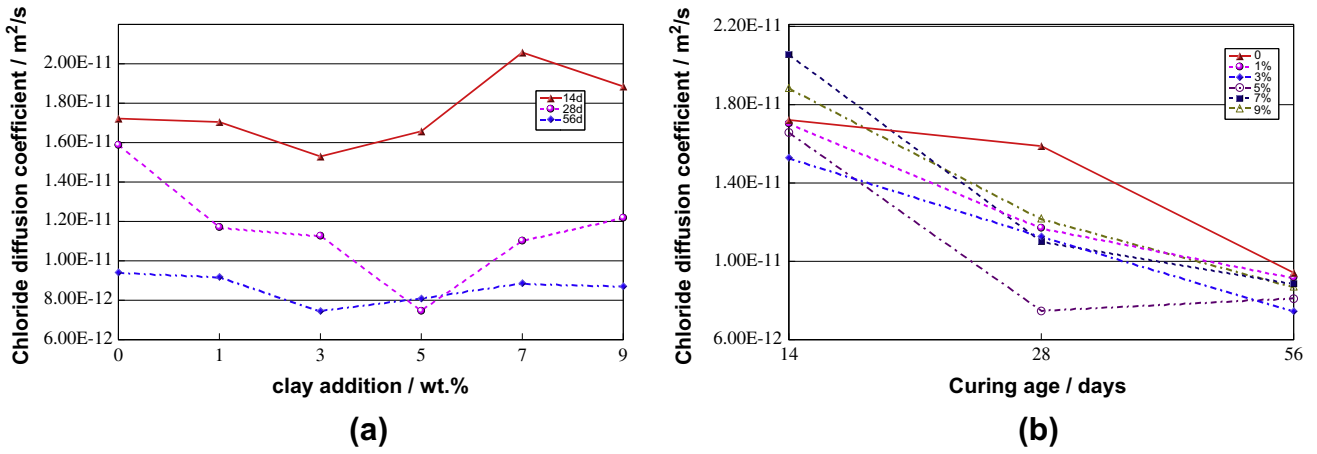 Chloride diffusion coefficient / m²/s
2.00E-11
1.80E-11
1.60E-11
1.40E-11
1.20E-11
1.00E-11
8.00E-12
6.00E-12
14d
28d
56d
0 1 3 5 7 9
clay addition / wt.%
(a)
Chloride diffusion coefficient / m²/s
2.20E-11
1.80E-11
1.40E-11
1.00E-11
6.00E-12
0
1%
3%
5%
7%
9%
14 28 56
Curing age / days
(b)